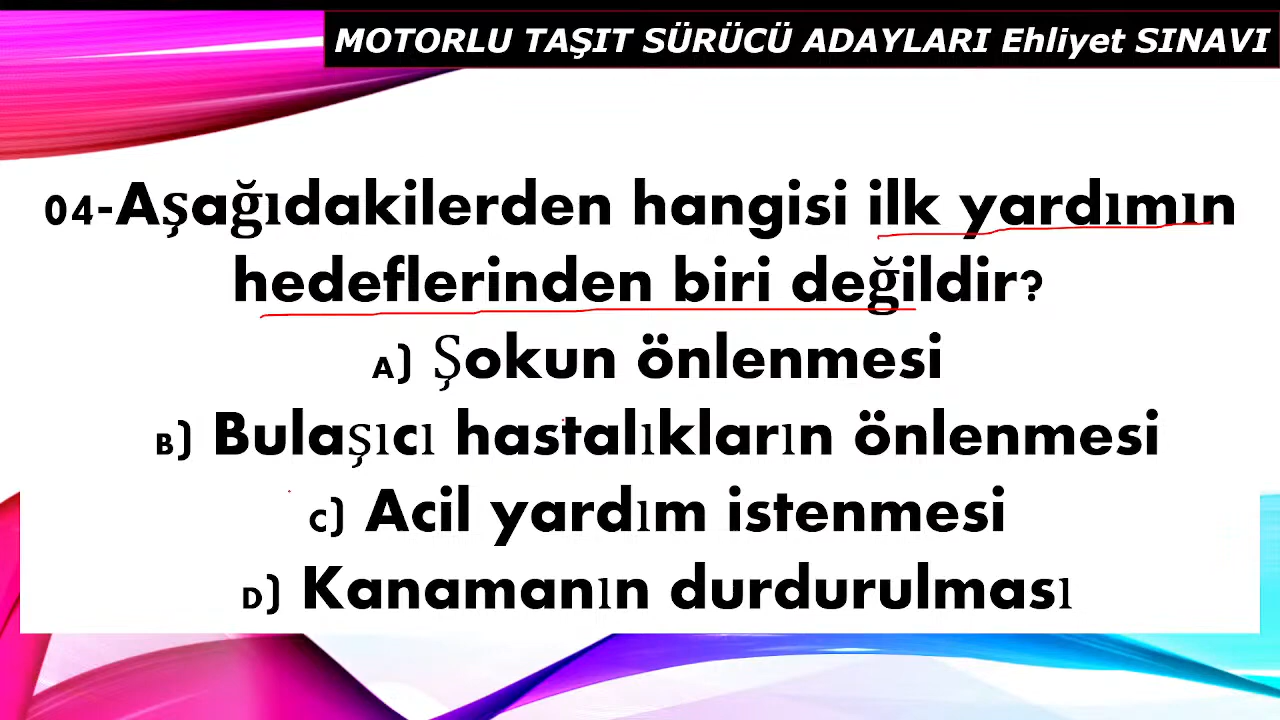 MOTORLU TAŞIT SÜRÜCÜ ADAYLARI Ehliyet SINAVI
04-Aşağıdakilerden hangisi ilk yardımın
hedeflerinden biri değildir?
A) Şokun önlenmesi
B) Bulaşıcı hastalıkların önlenmesi
C) Acil yardım istenmesi
D) Kanamanın durdurulması